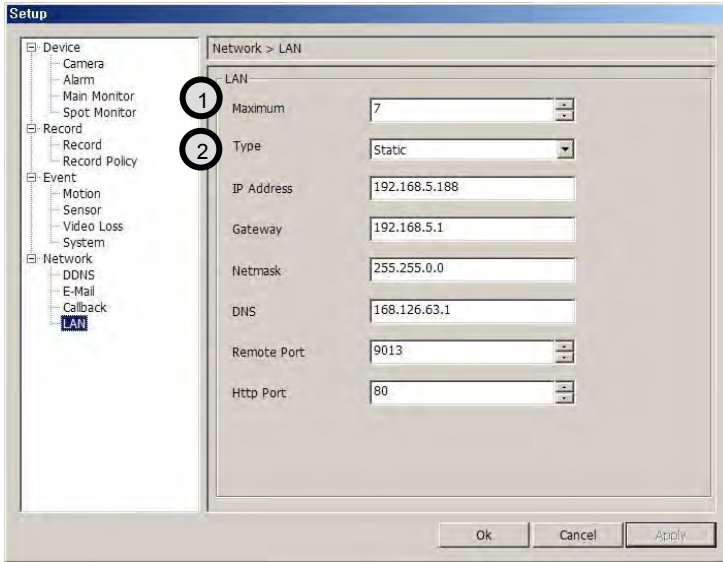 Setup
Device
Camera
Alarm
Main Monitor
Spot Monitor
Record
Record
Record Policy
Event
Motion
Sensor
Video Loss
System
Network
DDNS
E-Mail
Callback
LAN
Network > LAN
LAN
1 Maximum 7
2 Type Static
IP Address 192.168.5.188
Gateway 192.168.5.1
Netmask 255.255.0.0
DNS 168.126.63.1
Remote Port 9013
Http Port 80
Ok Cancel Apply